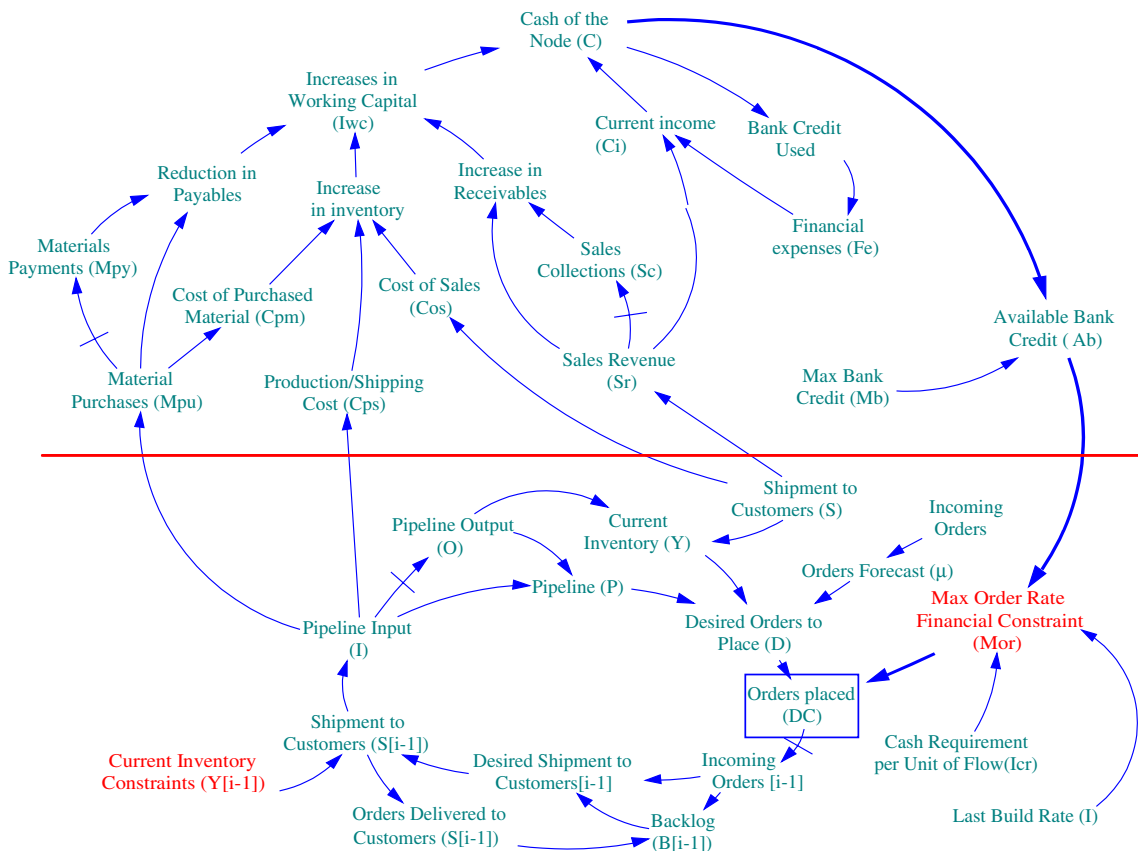 Cash of the
Node (C)
Increases in
Working Capital
(Iwc)
Current income
(Ci)
Bank Credit
Used
Reduction in
Payables
Increase
in inventory
Increase in
Receivables
Financial
expenses (Fe)
Materials
Payments (Mpy)
Sales
Collections (Sc)
Cost of Purchased
Material (Cpm)
Cost of Sales
(Cos)
Available Bank
Credit ( Ab)
Material
Purchases (Mpu)
Production/Shipping
Cost (Cps)
Sales Revenue
(Sr)
Max Bank
Credit (Mb)
Shipment to
Customers (S)
Pipeline Output
(O)
Current
Inventory (Y)
Incoming
Orders
Orders Forecast (μ)
Pipeline (P)
Max Order Rate
Financial Constraint
(Mor)
Pipeline Input
(I)
Desired Orders to
Place (D)
Orders placed
(DC)
Shipment to
Customers (S[i-1])
Cash Requirement
per Unit of Flow(Icr)
Current Inventory
Constraints (Y[i-1])
Desired Shipment to
Customers[i-1]
Incoming
Orders [i-1]
Orders Delivered to
Customers (S[i-1])
Backlog
(B[i-1])
Last Build Rate (I)